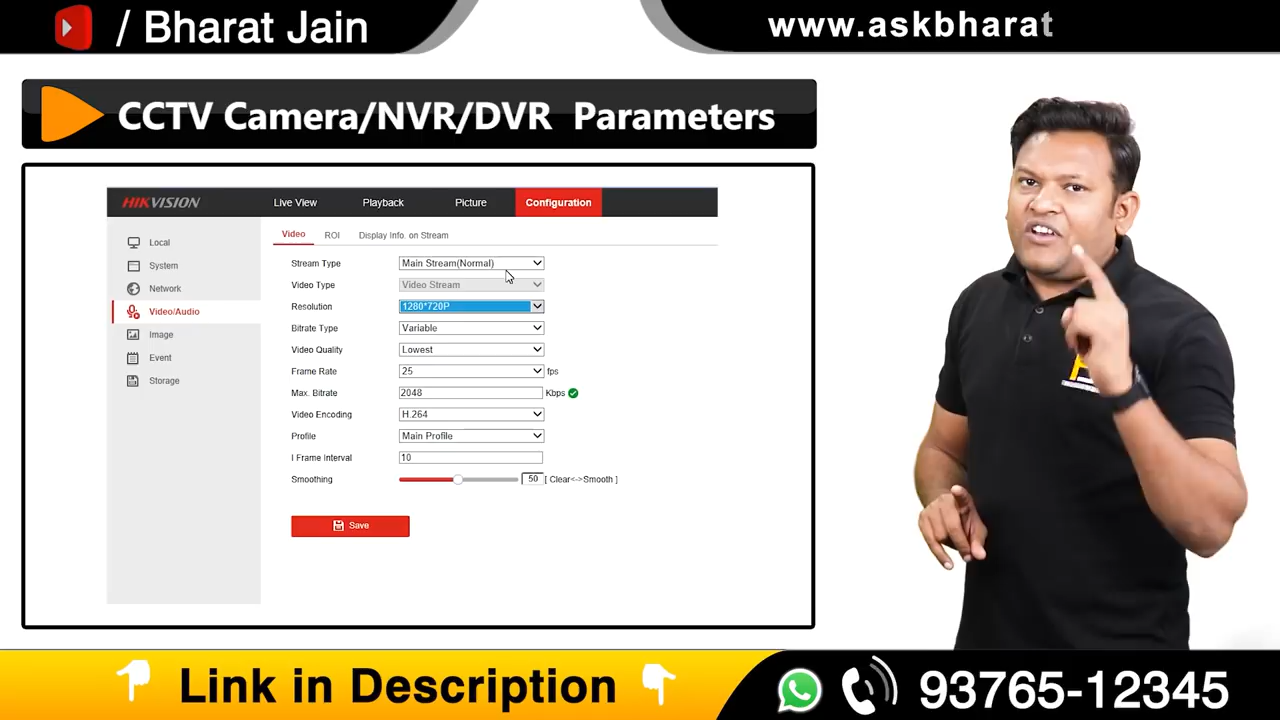 / Bharat Jain
www.askbharat
CCTV Camera/NVR/DVR Parameters
HIKVISION Live View Playback Picture Configuration
Local
System
Network
Video/Audio
Image
Event
Storage
Video ROI Display Info. on Stream
Stream Type Main Stream(Normal)
Video Type Video Stream
Resolution 1280*720P
Bitrate Type Variable
Video Quality Lowest
Frame Rate 25 fps
Max. Bitrate 2048 Kbps
Video Encoding H.264
Profile Main Profile
I Frame Interval 10
Smoothing 50 [ Clear<->Smooth ]
Save
Link in Description
93765-12345